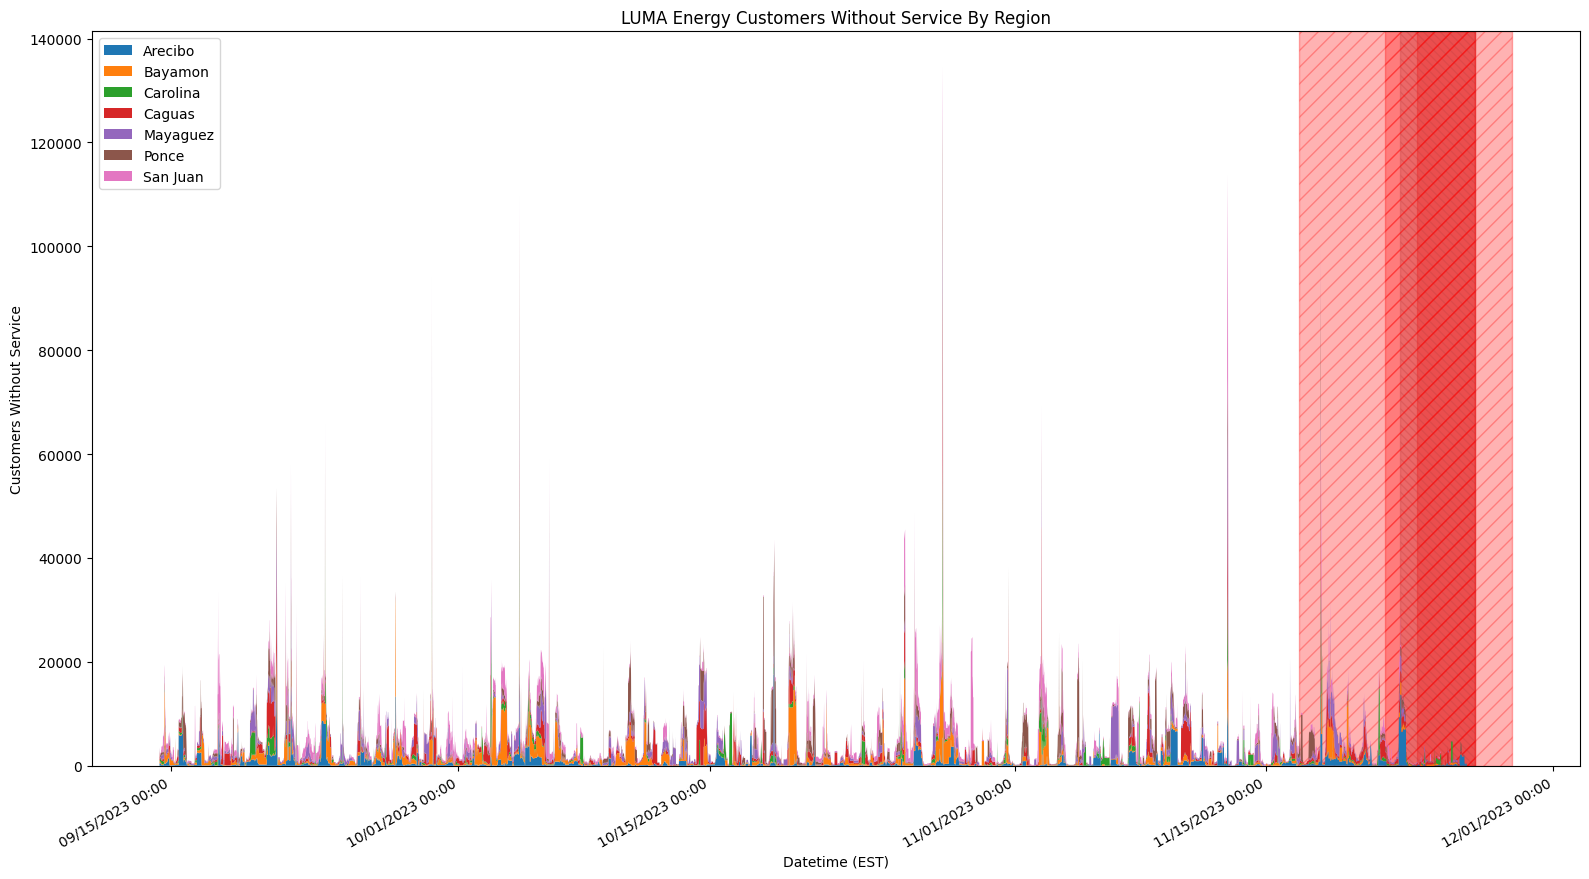 LUMA Energy Customers Without Service By Region
140000
120000
100000
80000
60000
40000
20000
0
Customers Without Service
Arecibo
Bayamon
Carolina
Caguas
Mayaguez
Ponce
San Juan
09/15/2023 00:00
10/01/2023 00:00
10/15/2023 00:00
11/01/2023 00:00
11/15/2023 00:00
12/01/2023 00:00
Datetime (EST)